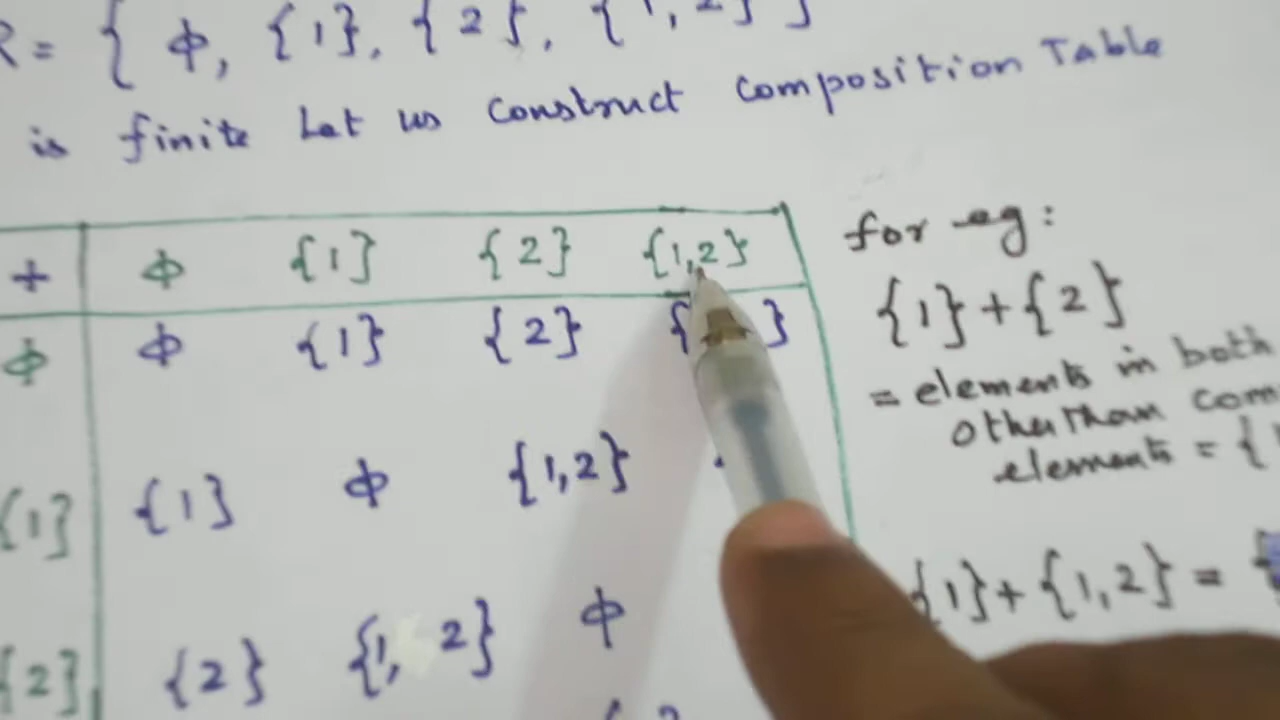 R = { ϕ, {1}, {2}, {1,2} }
is finite Let us construct composition Table
+ ϕ {1} {2} {1,2}
ϕ ϕ {1} {2} { }
{1} {1} ϕ {1,2}
{2} {2} {1, 2} ϕ
for eg:
{1}+{2}
= elements in both
other than com
elements = {
{1}+{1,2} = {